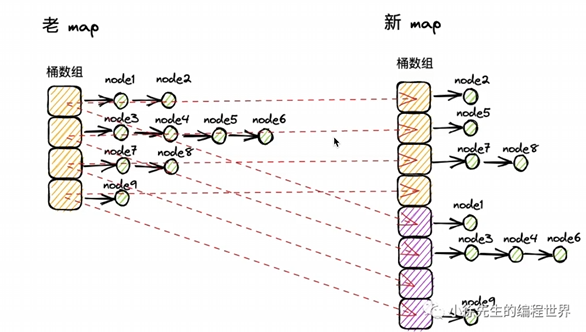 老 map
新 map
桶数组
node1
node2
node3
node4
node5
node6
node7
node8
node9
桶数组
node2
node5
node7
node8
node1
node3
node4
node6
node9
小徐先生的编程世界